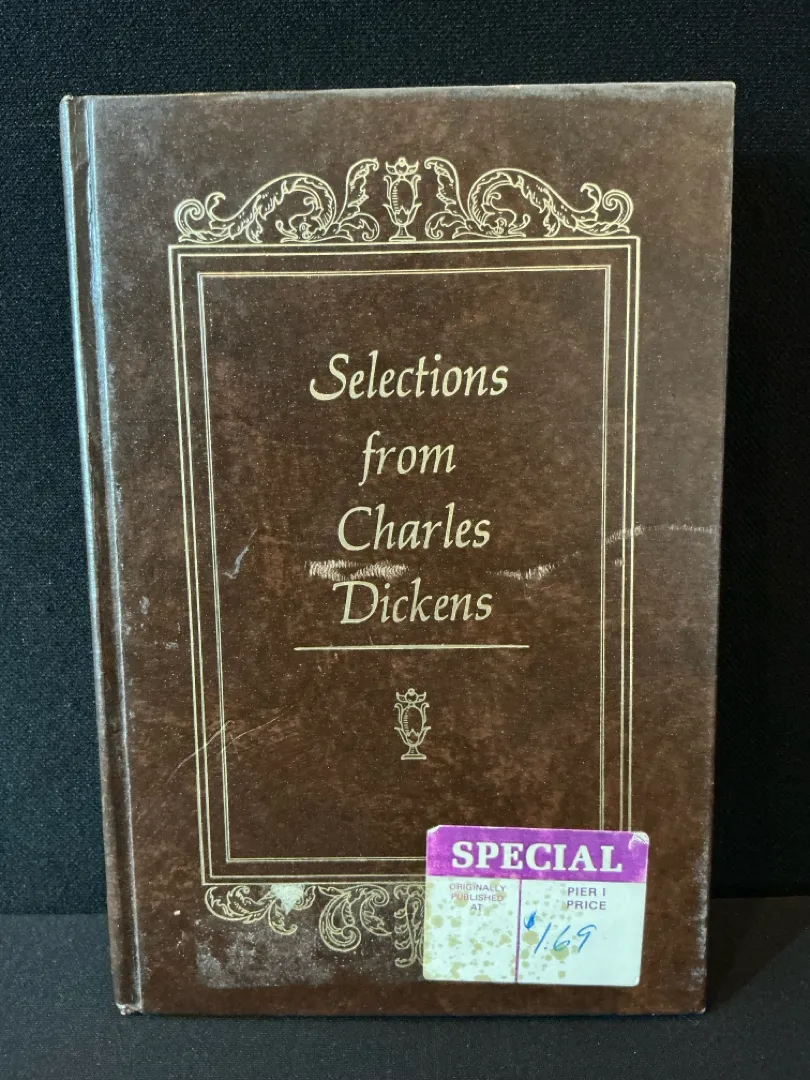 Selections
from
Charles
Dickens
SPECIAL
ORIGINALLY
PUBLISHED
AT
PIER I
PRICE
$1.69